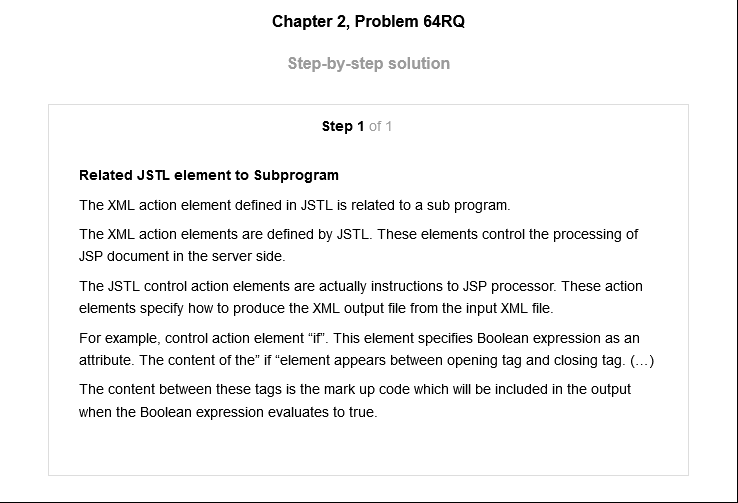 Chapter 2, Problem 64RQ
Step-by-step solution
Step 1 of 1
Related JSTL element to Subprogram
The XML action element defined in JSTL is related to a sub program.
The XML action elements are defined by JSTL. These elements control the processing of
JSP document in the server side.
The JSTL control action elements are actually instructions to JSP processor. These action
elements specify how to produce the XML output file from the input XML file.
For example, control action element “if”. This element specifies Boolean expression as an
attribute. The content of the” if “element appears between opening tag and closing tag. (…)
The content between these tags is the mark up code which will be included in the output
when the Boolean expression evaluates to true.